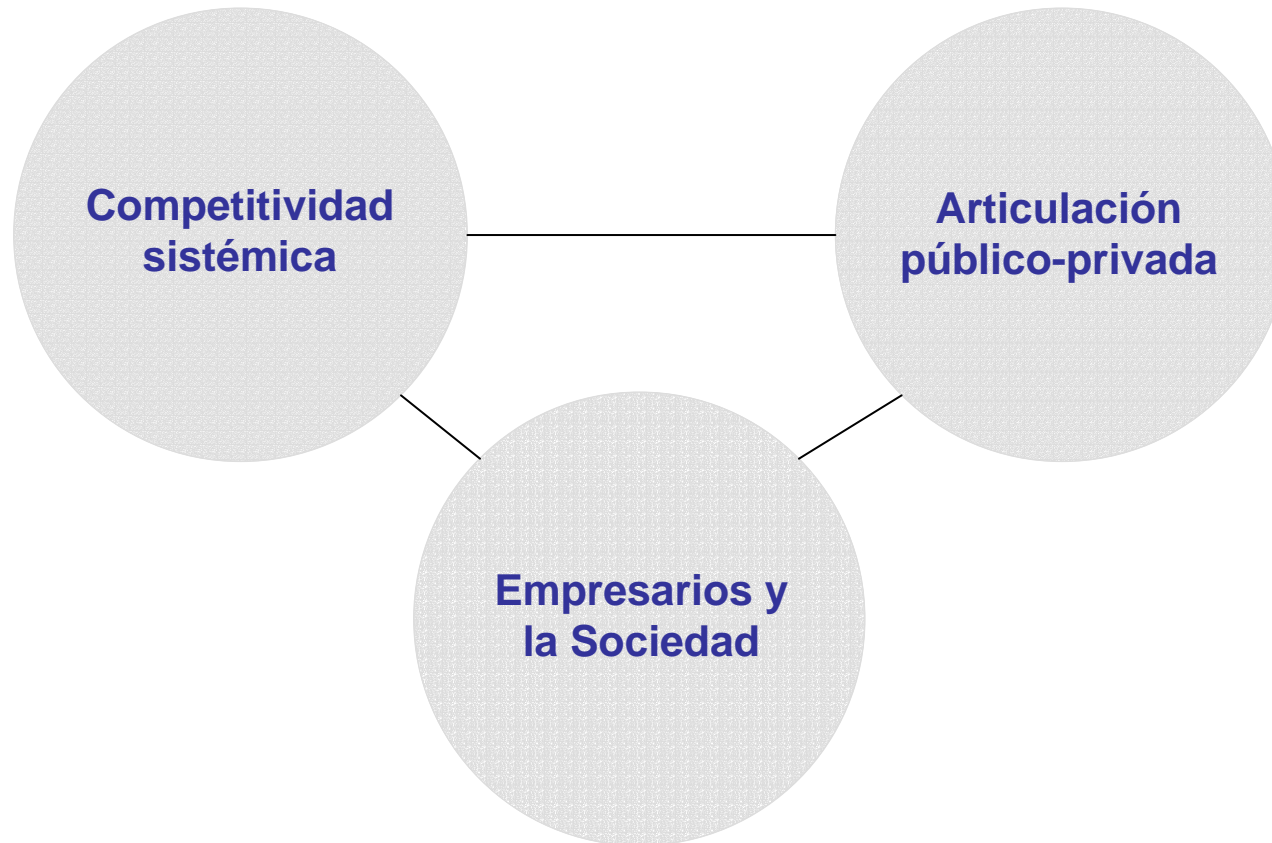 Competitividad
sistémica
Articulación
público-privada
Empresarios y
la Sociedad